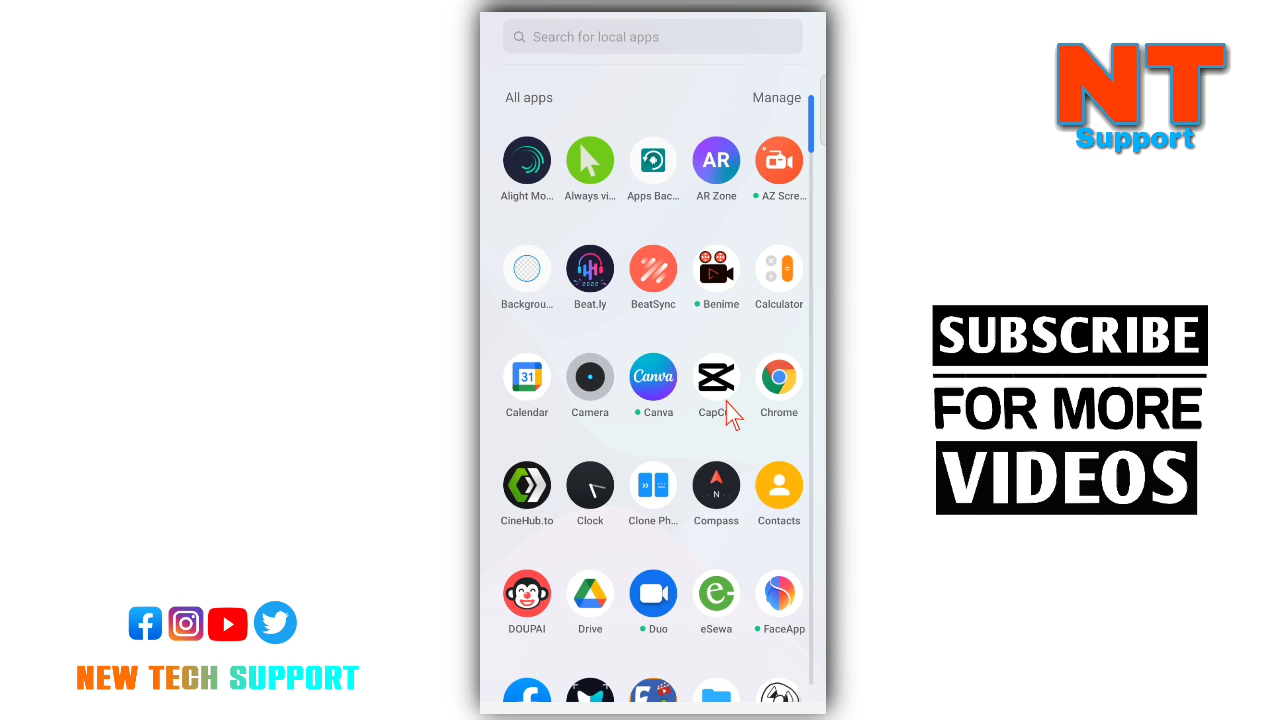 Search for local apps
All apps
Manage
Alight Mo...
Always vi...
Apps Bac...
AR
AR Zone
AZ Scre...
2022
Backgrou...
Beat.ly
BeatSync
Benime
Calculator
31
Canva
Calendar
Camera
Canva
Chrome
N
CineHub.to
Clock
Clone Ph...
Compass
Contacts
DOUPAI
Drive
Duo
eSewa
FaceApp
NT
Support
SUBSCRIBE
FOR MORE
VIDEOS
NEW TECH SUPPORT